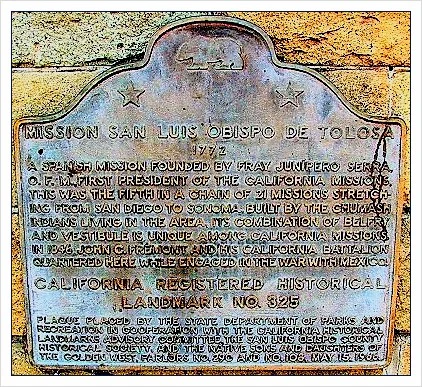 MISSION SAN LUIS OBISPO DE TOLOSA
1772
A SPANISH MISSION FOUNDED BY FRAY JUNÍPERO SERRA,
O. F. M., FIRST PRESIDENT OF THE CALIFORNIA MISSIONS.
THIS WAS THE FIFTH IN A CHAIN OF 21 MISSIONS STRETCH-
ING FROM SAN DIEGO TO SONOMA. BUILT BY THE CHUMASH
INDIANS LIVING IN THE AREA, ITS COMBINATION OF BELFRY
AND VESTIBULE IS UNIQUE AMONG CALIFORNIA MISSIONS.
IN 1846, JOHN C. FRÉMONT AND HIS CALIFORNIA BATTALION
QUARTERED HERE WHILE ENGAGED IN THE WAR WITH MEXICO.
CALIFORNIA REGISTERED HISTORICAL
LANDMARK NO. 325
PLAQUE PLACED BY THE STATE DEPARTMENT OF PARKS AND
RECREATION IN COOPERATION WITH THE CALIFORNIA HISTORICAL
LANDMARKS ADVISORY COMMITTEE, THE SAN LUIS OBISPO COUNTY
HISTORICAL SOCIETY, AND THE NATIVE SONS AND DAUGHTERS OF
THE GOLDEN WEST, PARLORS NO. 290 AND NO. 108. MAY 15,